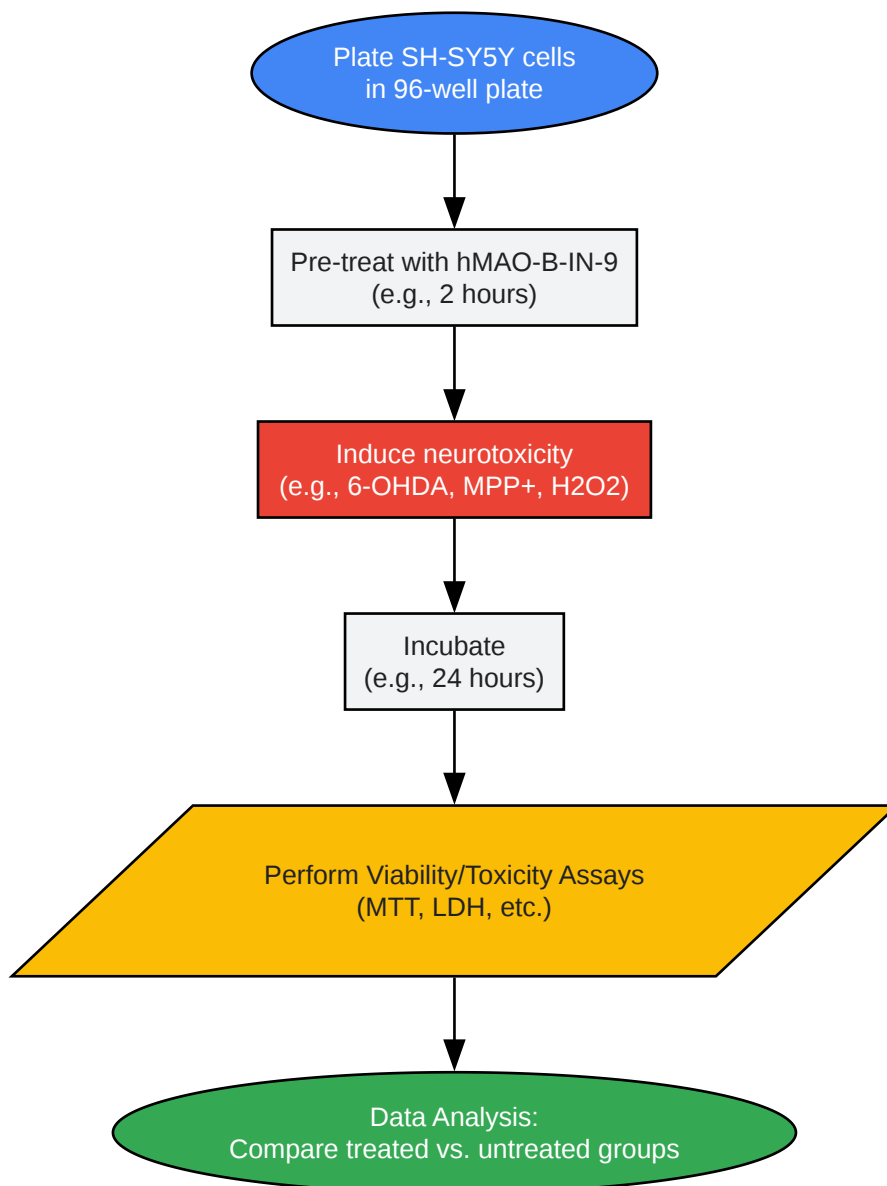 Plate SH-SY5Y cells
in 96-well plate
Pre-treat with hMAO-B-IN-9
(e.g., 2 hours)
Induce neurotoxicity
(e.g., 6-OHDA, MPP+, H2O2)
Incubate
(e.g., 24 hours)
Perform Viability/Toxicity Assays
(MTT, LDH, etc.)
Data Analysis:
Compare treated vs. untreated groups